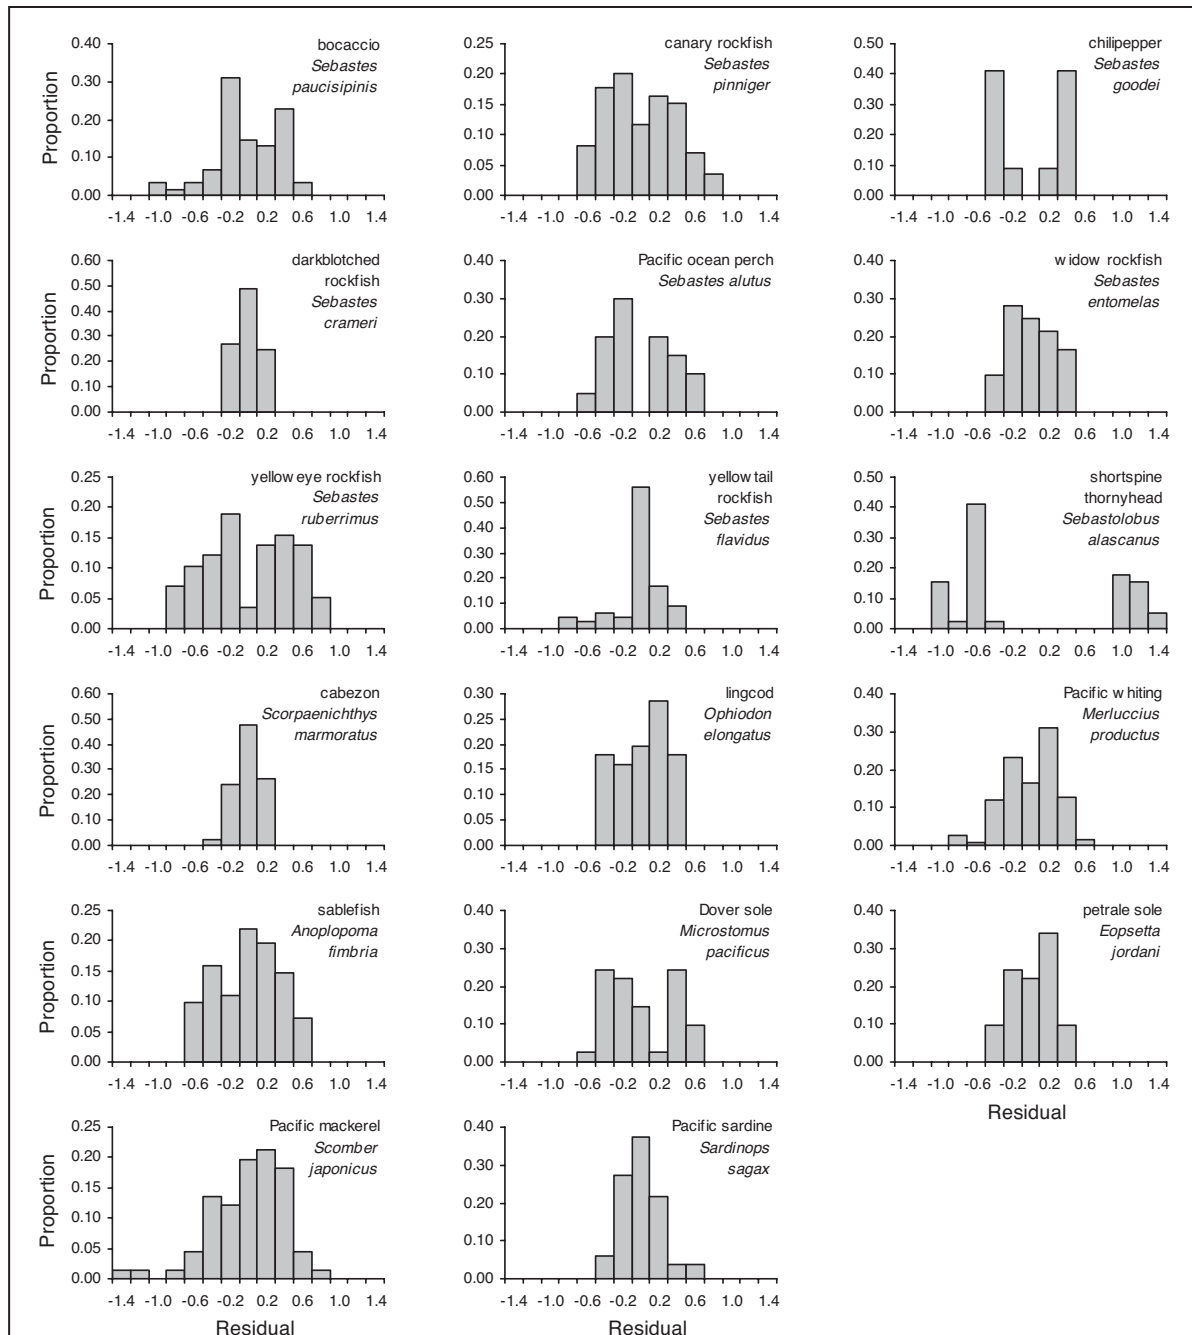 Proportion
0.40
0.30
0.20
0.10
0.00
bocaccio
Sebastes
paucisipinis
-1.4 -1.0 -0.6 -0.2 0.2 0.6 1.0 1.4
0.25
0.20
0.15
0.10
0.05
0.00
canary rockfish
Sebastes
pinniger
-1.4 -1.0 -0.6 -0.2 0.2 0.6 1.0 1.4
0.50
0.40
0.30
0.20
0.10
0.00
chilipepper
Sebastes
goodei
-1.4 -1.0 -0.6 -0.2 0.2 0.6 1.0 1.4
Proportion
0.60
0.50
0.40
0.30
0.20
0.10
0.00
darkblotched
rockfish
Sebastes
crameri
-1.4 -1.0 -0.6 -0.2 0.2 0.6 1.0 1.4
0.40
0.30
0.20
0.10
0.00
Pacific ocean perch
Sebastes alutus
-1.4 -1.0 -0.6 -0.2 0.2 0.6 1.0 1.4
0.40
0.30
0.20
0.10
0.00
widow rockfish
Sebastes
entomelas
-1.4 -1.0 -0.6 -0.2 0.2 0.6 1.0 1.4
Proportion
0.25
0.20
0.15
0.10
0.05
0.00
yelloweye rockfish
Sebastes
ruberrimus
-1.4 -1.0 -0.6 -0.2 0.2 0.6 1.0 1.4
0.60
0.50
0.40
0.30
0.20
0.10
0.00
yellowtail
rockfish
Sebastes
flavidus
-1.4 -1.0 -0.6 -0.2 0.2 0.6 1.0 1.4
0.50
0.40
0.30
0.20
0.10
0.00
shortspine
thornyhead
Sebastolobus
alascanus
-1.4 -1.0 -0.6 -0.2 0.2 0.6 1.0 1.4
Proportion
0.60
0.50
0.40
0.30
0.20
0.10
0.00
cabezon
Scorpaenichthys
marmoratus
-1.4 -1.0 -0.6 -0.2 0.2 0.6 1.0 1.4
0.30
0.25
0.20
0.15
0.10
0.05
0.00
lingcod
Ophiodon
elongatus
-1.4 -1.0 -0.6 -0.2 0.2 0.6 1.0 1.4
0.40
0.30
0.20
0.10
0.00
Pacific whiting
Merluccius
productus
-1.4 -1.0 -0.6 -0.2 0.2 0.6 1.0 1.4
Proportion
0.25
0.20
0.15
0.10
0.05
0.00
sablefish
Anoplopoma
fimbria
-1.4 -1.0 -0.6 -0.2 0.2 0.6 1.0 1.4
0.40
0.30
0.20
0.10
0.00
Dover sole
Microstomus
pacificus
-1.4 -1.0 -0.6 -0.2 0.2 0.6 1.0 1.4
0.40
0.30
0.20
0.10
0.00
petrale sole
Eopsetta
jordani
-1.4 -1.0 -0.6 -0.2 0.2 0.6 1.0 1.4
Residual
Proportion
0.25
0.20
0.15
0.10
0.05
0.00
Pacific mackerel
Scomber
japonicus
-1.4 -1.0 -0.6 -0.2 0.2 0.6 1.0 1.4
Residual
0.40
0.30
0.20
0.10
0.00
Pacific sardine
Sardinops
sagax
-1.4 -1.0 -0.6 -0.2 0.2 0.6 1.0 1.4
Residual